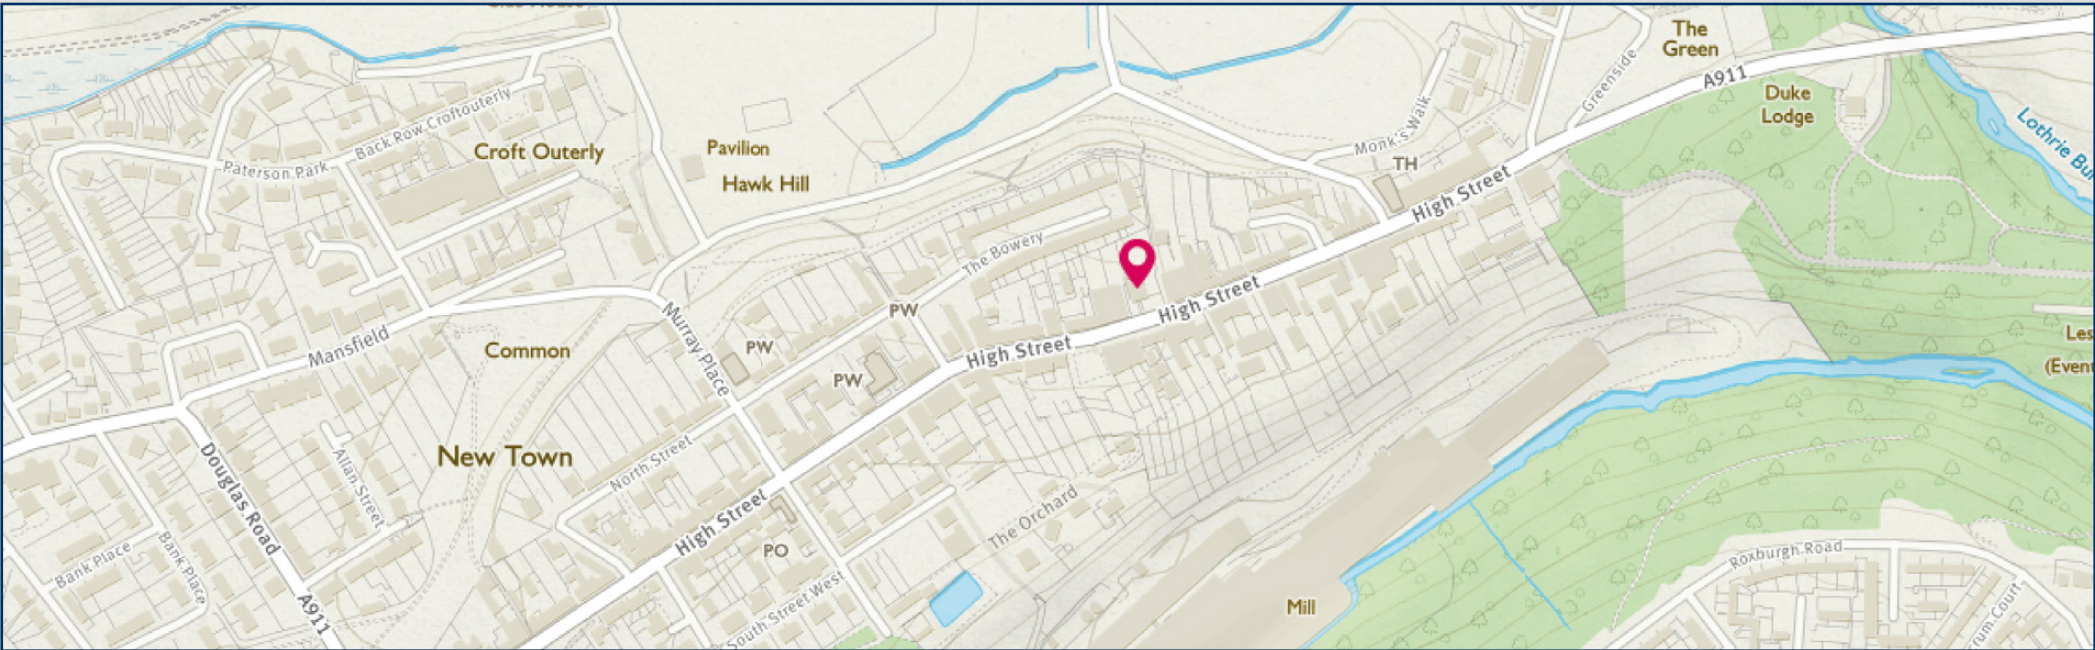 The
Green
A911
Greenside
Duke
Lodge
Lothrie Bu
Back Row Croftouterly
Croft Outerly
Paterson Park
Pavilion
Hawk Hill
Monk's Walk
TH
High Street
The Bowery
High Street
PW
High Street
Murray Place
PW
PW
Mansfield
Common
Les
(Event
New Town
North Street
Douglas Road
Allan Street
High Street
The Orchard
PO
Bank Place
Bank Place
A911
South Street West
Mill
Roxburgh Road
rum Court